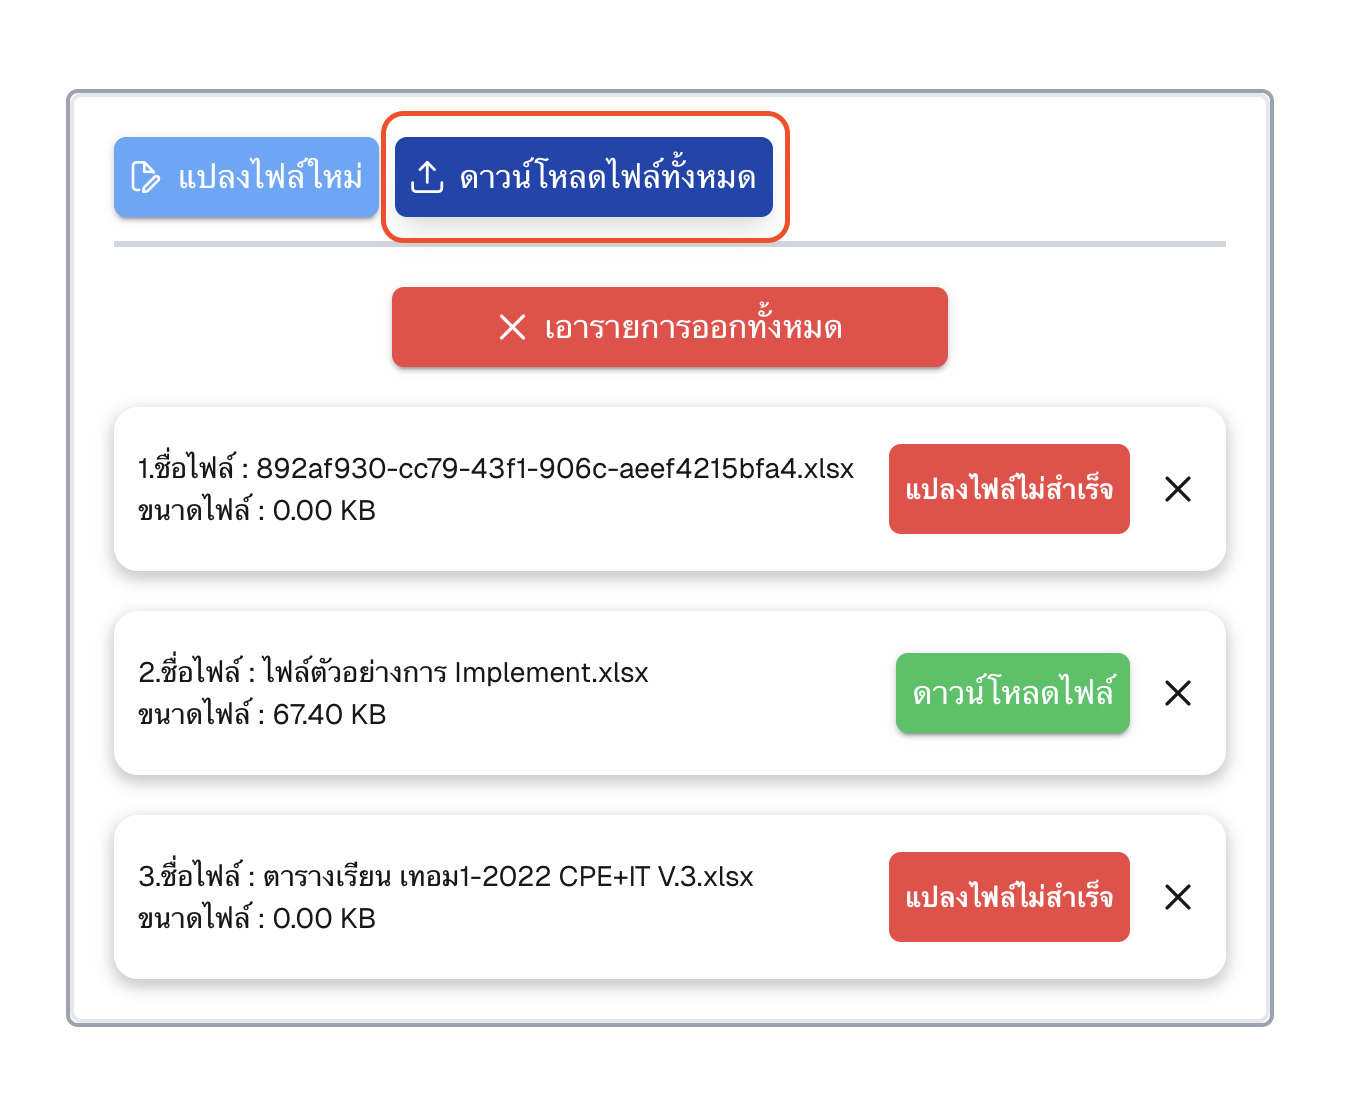 แปลงไฟล์ใหม่
ดาวน์โหลดไฟล์ทั้งหมด
เอารายการออกทั้งหมด
1.ชื่อไฟล์ : 892af930-cc79-43f1-906c-aeef4215bfa4.xlsx
ขนาดไฟล์ : 0.00 KB
แปลงไฟล์ไม่สำเร็จ
2.ชื่อไฟล์ : ไฟล์ตัวอย่างการ Implement.xlsx
ขนาดไฟล์ : 67.40 KB
ดาวน์โหลดไฟล์
3.ชื่อไฟล์ : ตารางเรียน เทอม1-2022 CPE+IT V.3.xlsx
ขนาดไฟล์ : 0.00 KB
แปลงไฟล์ไม่สำเร็จ